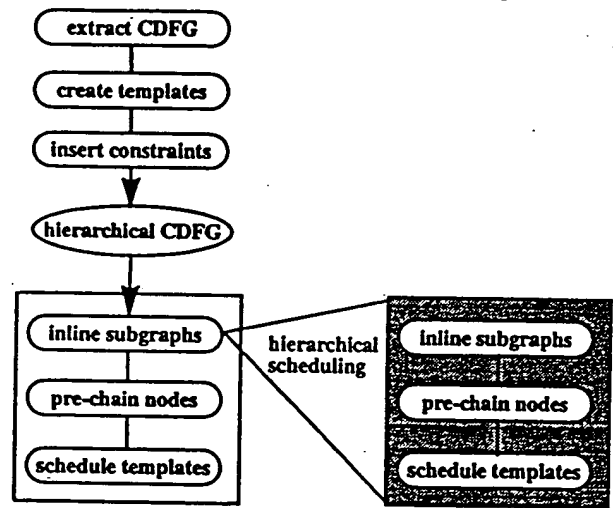 extract CDFG
create templates
insert constraints
hierarchical CDFG
inline subgraphs
pre-chain nodes
schedule templates
hierarchical
scheduling
inline subgraphs
pre-chain nodes
schedule templates